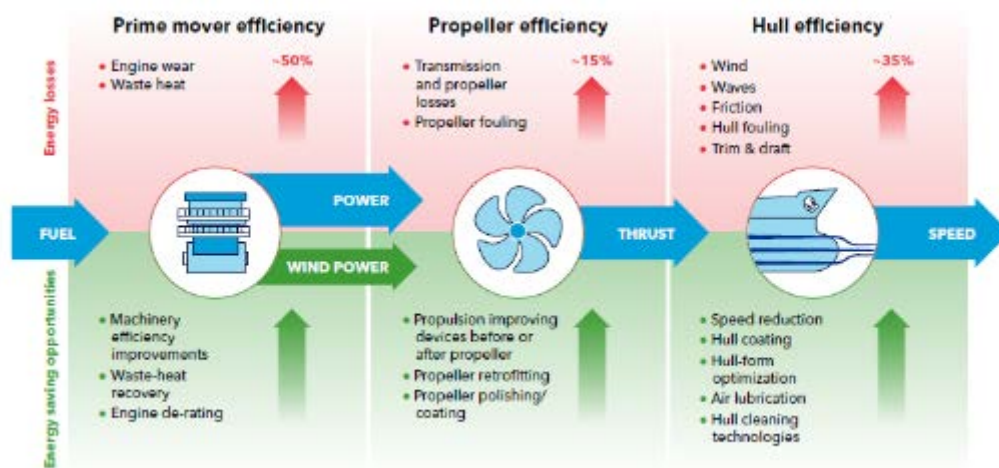 Prime mover efficiency
Propeller efficiency
Hull efficiency
Energy losses
• Engine wear
• Waste heat
~50%
• Transmission
and propeller
losses
• Propeller fouling
~15%
• Wind
• Waves
• Friction
• Hull fouling
• Trim & draft
~35%
FUEL
POWER
WIND POWER
THRUST
SPEED
Energy saving opportunities
• Machinery
efficiency
improvements
• Waste-heat
recovery
• Engine de-rating
• Propulsion improving
devices before or
after propeller
• Propeller retrofitting
• Propeller polishing/
coating
• Speed reduction
• Hull coating
• Hull-form
optimization
• Air lubrication
• Hull cleaning
technologies